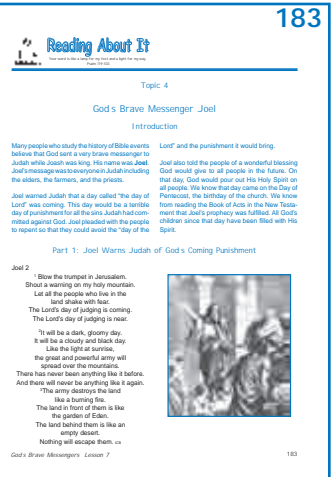 183
Reading About It
Your word is like a lamp for my feet and a light for my way.
Psalm 119:105
Topic 4
God's Brave Messenger Joel
Introduction
Many people who study the history of Bible events
believe that God sent a very brave messenger to
Judah while Joash was king. His name was Joel.
Joel's message was to everyone in Judah including
the elders, the farmers, and the priests.
Joel warned Judah that a day called "the day of
Lord" was coming. This day would be a terrible
day of punishment for all the sins Judah had com-
mitted against God. Joel pleaded with the people
to repent so that they could avoid the "day of the
Lord" and the punishment it would bring.
Joel also told the people of a wonderful blessing
God would give to all people in the future. On
that day, God would pour out His Holy Spirit on
all people. We know that day came on the Day of
Pentecost, the birthday of the church. We know
from reading the Book of Acts in the New Testa-
ment that Joel's prophecy was fulfilled. All God's
children since that day have been filled with His
Spirit.
Part 1: Joel Warns Judah of God's Coming Punishment
Joel 2
1 Blow the trumpet in Jerusalem.
Shout a warning on my holy mountain.
Let all the people who live in the
land shake with fear.
The Lord's day of judging is coming.
The Lord's day of judging is near.
2It will be a dark, gloomy day.
It will be a cloudy and black day.
Like the light at sunrise,
the great and powerful army will
spread over the mountains.
There has never been anything like it before.
And there will never be anything like it again.
3The army destroys the land
like a burning fire.
The land in front of them is like
the garden of Eden.
The land behind them is like an
empty desert.
Nothing will escape them. ICB
God's Brave Messengers Lesson 7
183